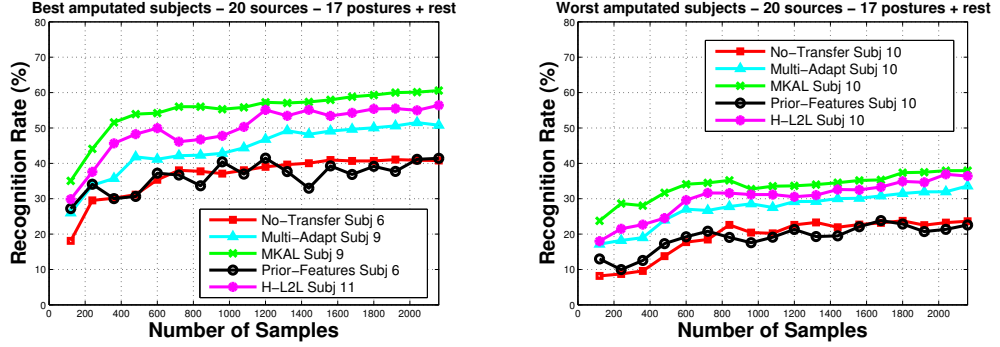 Best amputated subjects – 20 sources – 17 postures + rest
80
70
60
50
40
30
20
10
0
Recognition Rate (%)
0 200 400 600 800 1000 1200 1400 1600 1800 2000
Number of Samples
No−Transfer Subj 6
Multi−Adapt Subj 9
MKAL Subj 9
Prior−Features Subj 6
H−L2L Subj 11
Worst amputated subjects – 20 sources – 17 postures + rest
80
70
60
50
40
30
20
10
0
Recognition Rate (%)
No−Transfer Subj 10
Multi−Adapt Subj 10
MKAL Subj 10
Prior−Features Subj 10
H−L2L Subj 10
0 200 400 600 800 1000 1200 1400 1600 1800 2000
Number of Samples